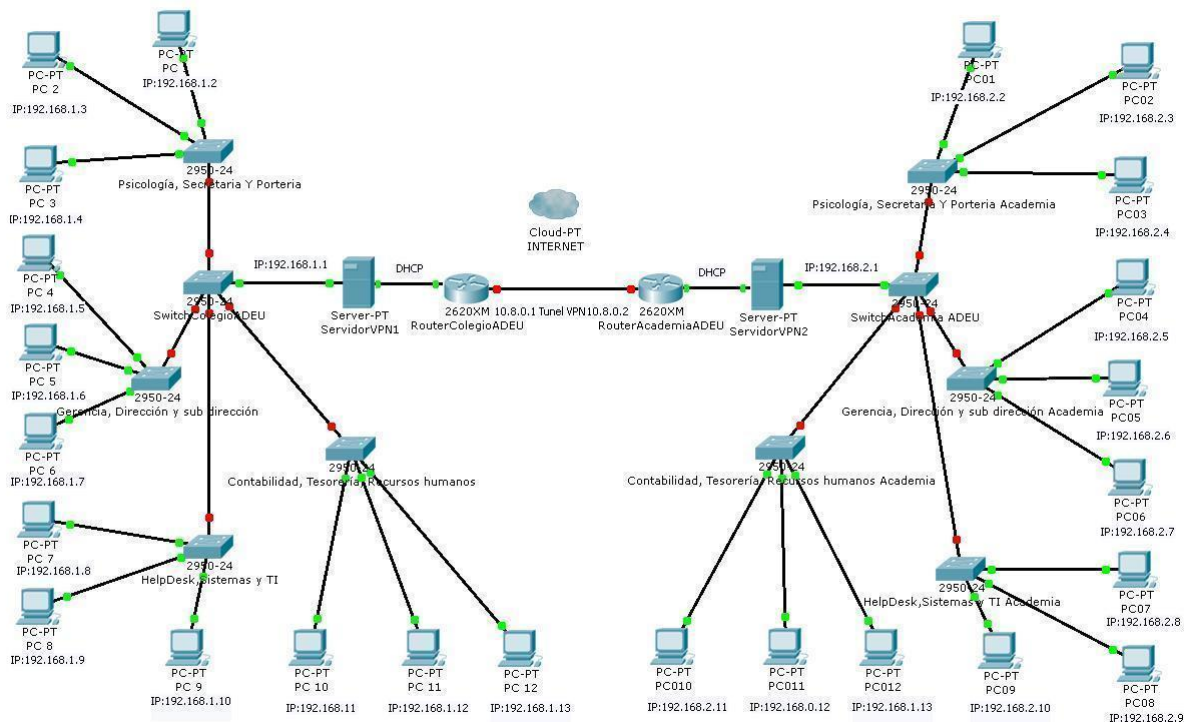 PC-PT
PC
IP:192.168.1.2
PC-PT
PC 2
IP:192.168.1.3
PC-PT
PC 3
IP:192.168.1.4
2950-24
Psicología, Secretaria Y Porteria
PC-PT
PC 4
IP:192.168.1.5
PC-PT
PC 5
IP:192.168.1.6
PC-PT
PC 6
IP:192.168.1.7
2950-24
Gerencia, Dirección y sub dirección
2950-24
SwitchColegioADEU
IP:192.168.1.1
Server-PT
ServidorVPN1
DHCP
2620XM
RouterColegioADEU
10.8.0.1 Tunel VPN10.8.0.2
Cloud-PT
INTERNET
2620XM
RouterAcademiaADEU
DHCP
Server-PT
ServidorVPN2
IP:192.168.2.1
2950-24
SwitchAcademia ADEU
PC-PT
PC 7
IP:192.168.1.8
PC-PT
PC 8
IP:192.168.1.9
2950-24
HelpDesk,Sistemas y TI
PC-PT
PC 9
IP:192.168.1.10
2950-24
Contabilidad, Tesorería, Recursos humanos
PC-PT
PC 10
IP:192.168.11
PC-PT
PC 11
IP:192.168.1.12
PC-PT
PC 12
IP:192.168.1.13
PC-PT
PC01
IP:192.168.2.2
PC-PT
PC02
IP:192.168.2.3
PC-PT
PC03
IP:192.168.2.4
2950-24
Psicología, Secretaria Y Porteria Academia
PC-PT
PC04
IP:192.168.2.5
PC-PT
PC05
IP:192.168.2.6
PC-PT
PC06
IP:192.168.2.7
2950-24
Gerencia, Dirección y sub dirección Academia
2950-24
Contabilidad, Tesorería, Recursos humanos Academia
PC-PT
PC010
IP:192.168.2.11
PC-PT
PC011
IP:192.168.0.12
PC-PT
PC012
IP:192.168.1.13
2950-24
HelpDesk,Sistemas y TI Academia
PC-PT
PC07
IP:192.168.2.8
PC-PT
PC09
IP:192.168.2.10
PC-PT
PC08
IP:192.168.2.9